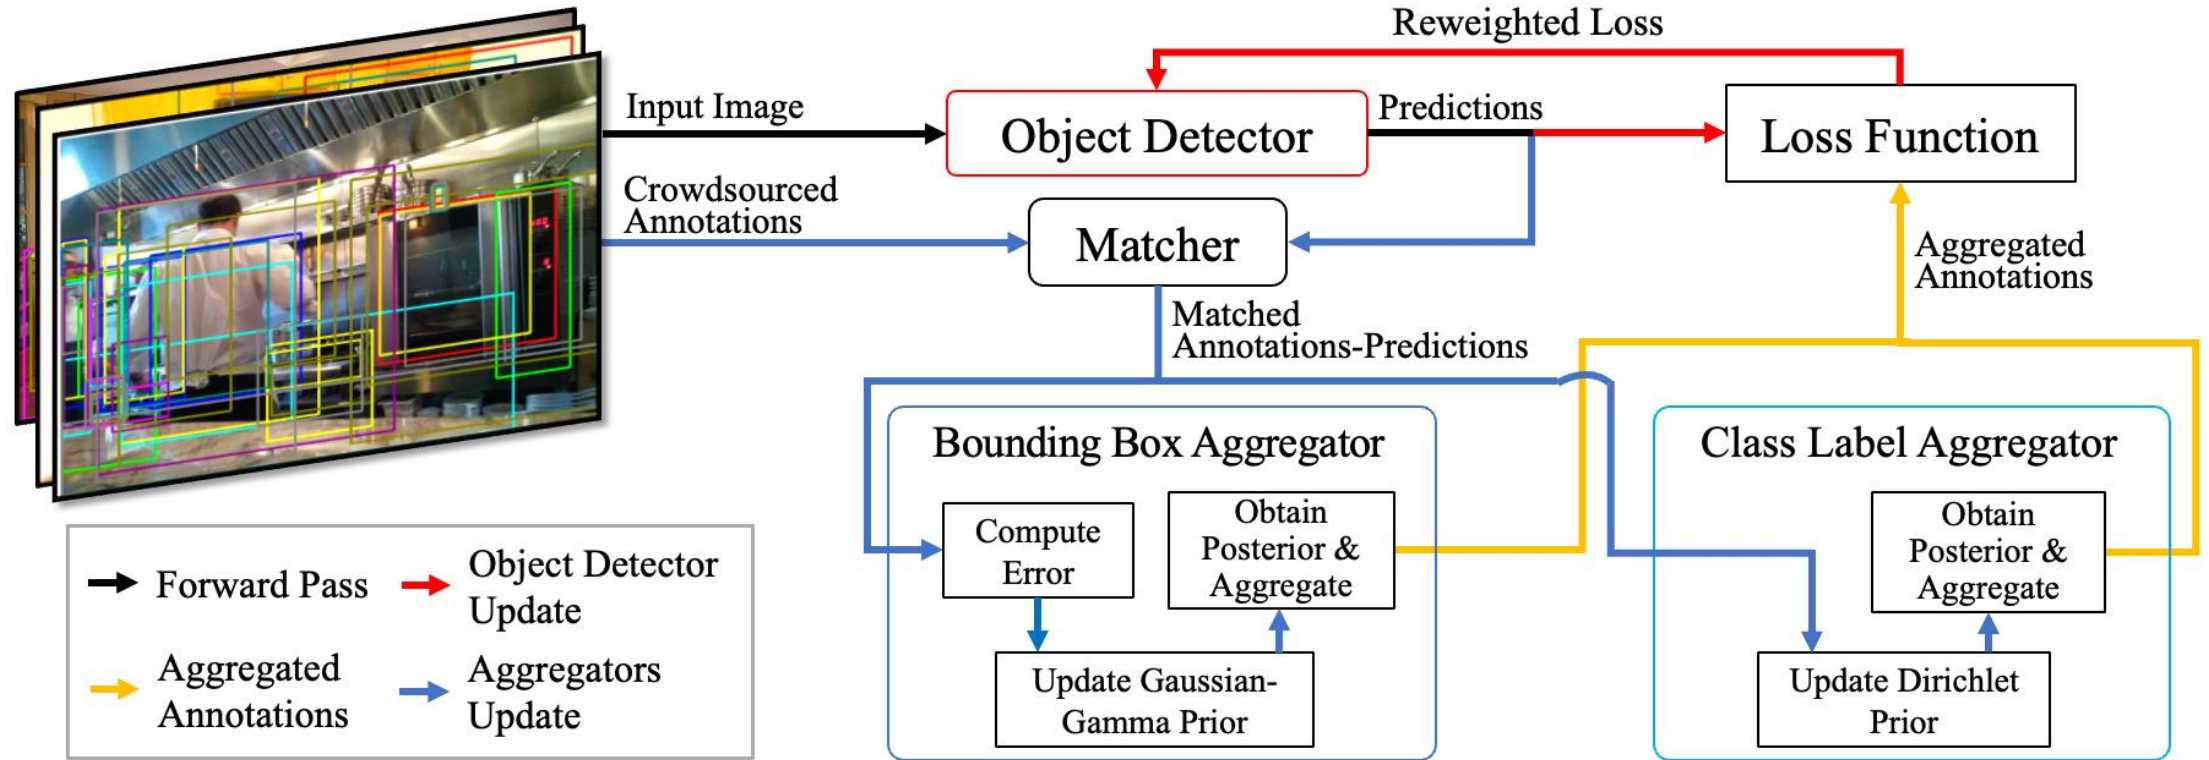 Reweighted Loss
Input Image
Object Detector
Predictions
Loss Function
Crowdsourced
Annotations
Matcher
Aggregated
Annotations
Matched
Annotations-Predictions
Bounding Box Aggregator
Compute
Error
Obtain
Posterior &
Aggregate
Update Gaussian-
Gamma Prior
Class Label Aggregator
Obtain
Posterior &
Aggregate
Update Dirichlet
Prior
Forward Pass
Object Detector
Update
Aggregated
Annotations
Aggregators
Update